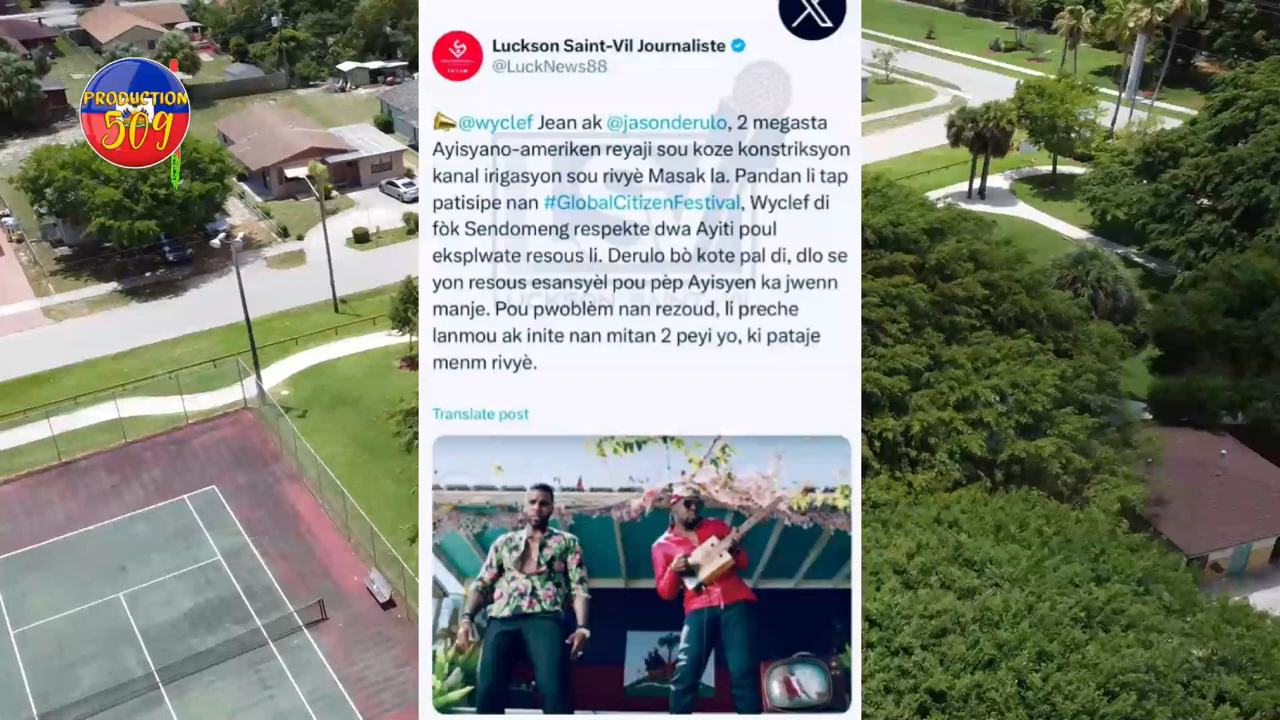 PRODUCTION
509
X
Luckson Saint-Vil Journaliste
@LuckNews88
@wyclef Jean ak @jasonderulo, 2 megasta
Ayisyano-ameriken reyaji sou koze konstriksyon
kanal irigasyon sou rivyè Masak la. Pandan li tap
patisipe nan #GlobalCitizenFestival, Wyclef di
fòk Sendomeng respekte dwa Ayiti poul
eksplwate resous li. Derulo bò kote pal di, dlo se
yon resous esansyèl pou pèp Ayisyen ka jwenn
manje. Pou pwoblèm nan rezoud, li preche
lanmou ak inite nan mitan 2 peyi yo, ki pataje
menm rivyè.
Translate post